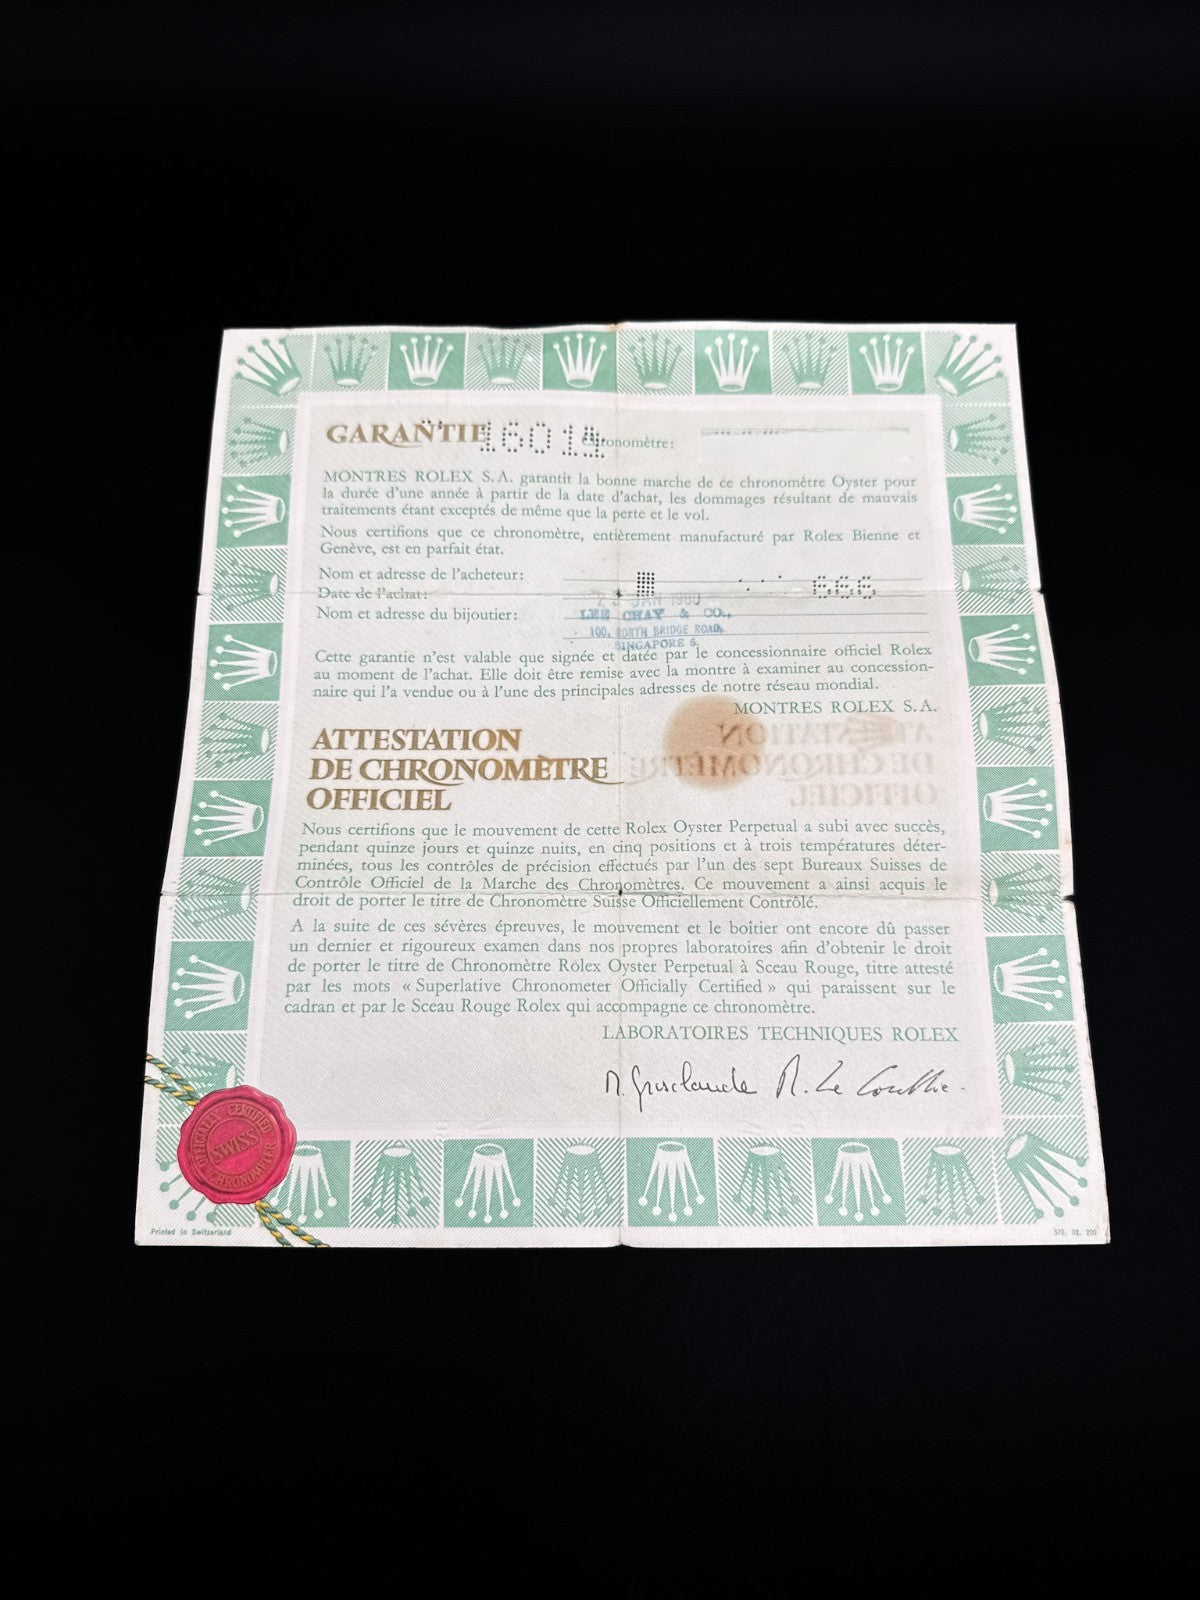 GARANTIE
Chronomètre:
MONTRES ROLEX S.A. garantit la bonne marche de ce chronomètre Oyster pour
la durée d'une année à partir de la date d'achat, les dommages résultant de mauvais
traitements étant exceptés de même que la perte et le vol.
Nous certifions que ce chronomètre, entièrement manufacturé par Rolex Bienne et
Genève, est en parfait état.
Nom et adresse de l'acheteur:
666
Date de l'achat:
JAN
Nom et adresse du bijoutier:
LEE CHAY & CO.,
100, NORTH BRIDGE ROAD,
SINGAPORE 6.
Cette garantie n'est valable que signée et datée par le concessionnaire officiel Rolex
au moment de l'achat. Elle doit être remise avec la montre à examiner au concession-
naire qui l'a vendue ou à l'une des principales adresses de notre réseau mondial.
MONTRES ROLEX S.A.
ATTESTATION
DE CHRONOMÈTRE
OFFICIEL
Nous certifions que le mouvement de cette Rolex Oyster Perpetual a subi avec succès,
pendant quinze jours et quinze nuits, en cinq positions et à trois températures déter-
minées, tous les contrôles de précision effectués par l'un des sept Bureaux Suisses de
Contrôle Officiel de la Marche des Chronomètres. Ce mouvement a ainsi acquis le
droit de porter le titre de Chronomètre Suisse Officiellement Contrôlé.
A la suite de ces sévères épreuves, le mouvement et le boîtier ont encore dû passer
un dernier et rigoureux examen dans nos propres laboratoires afin d'obtenir le droit
de porter le titre de Chronomètre Rolex Oyster Perpetual à Sceau Rouge, titre attesté
par les mots « Superlative Chronometer Officially Certified » qui paraissent sur le
cadran et par le Sceau Rouge Rolex qui accompagne ce chronomètre.
LABORATOIRES TECHNIQUES ROLEX
OFFICIALLY CERTIFIED
SWISS
CHRONOMETER
Printed in Switzerland
570. 02. 200